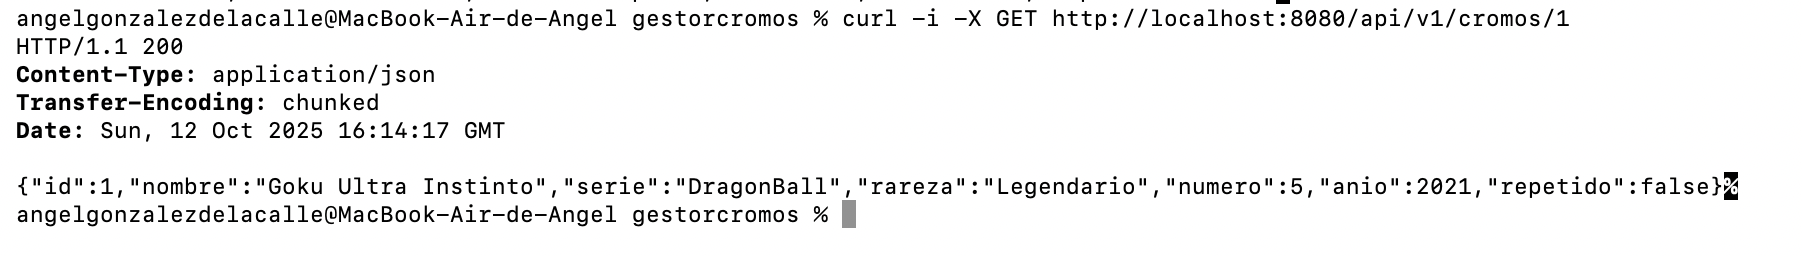 angelgonzalezdelacalle@MacBook-Air-de-Angel gestorcromos % curl -i -X GET http://localhost:8080/api/v1/cromos/1
HTTP/1.1 200
Content-Type: application/json
Transfer-Encoding: chunked
Date: Sun, 12 Oct 2025 16:14:17 GMT
{"id":1,"nombre":"Goku Ultra Instinto","serie":"DragonBall","rareza":"Legendario","numero":5,"anio":2021,"repetido":false}%
angelgonzalezdelacalle@MacBook-Air-de-Angel gestorcromos %